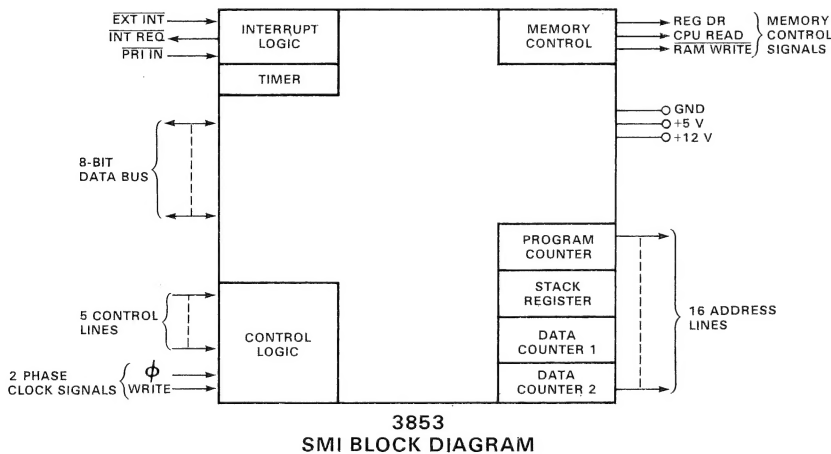 EXT INT
INT REQ
PRI IN
INTERRUPT
LOGIC
TIMER
MEMORY
CONTROL
REG DR
CPU READ
RAM WRITE
MEMORY
CONTROL
SIGNALS
GND
+5 V
+12 V
8-BIT
DATA BUS
PROGRAM
COUNTER
STACK
REGISTER
DATA
COUNTER 1
DATA
COUNTER 2
16 ADDRESS
LINES
5 CONTROL
LINES
CONTROL
LOGIC
2 PHASE
CLOCK SIGNALS
ϕ
WRITE
3853
SMI BLOCK DIAGRAM